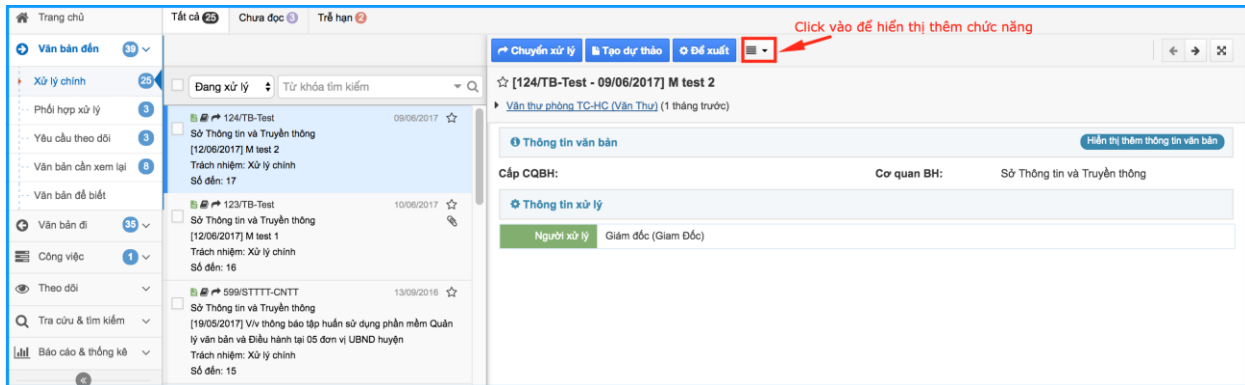 Trang chủ
Văn bản đến 39
Xử lý chính 25
Phối hợp xử lý 3
Yêu cầu theo dõi 3
Văn bản cần xem lại 8
Văn bản để biết
Văn bản đi 35
Công việc 1
Theo dõi
Tra cứu & tìm kiếm
Báo cáo & thống kê
Tất cả 25 Chưa đọc 3 Trễ hạn 2
Đang xử lý Từ khóa tìm kiếm
124/TB-Test 09/06/2017
Sở Thông tin và Truyền thông
[12/06/2017] M test 2
Trách nhiệm: Xử lý chính
Số đến: 17
123/TB-Test 10/06/2017
Sở Thông tin và Truyền thông
[12/06/2017] M test 1
Trách nhiệm: Xử lý chính
Số đến: 16
599/STTTT-CNTT 13/09/2016
Sở Thông tin và Truyền thông
[19/05/2017] V/v thông báo tập huấn sử dụng phần mềm Quản
lý văn bản và Điều hành tại 05 đơn vị UBND huyện
Trách nhiệm: Xử lý chính
Số đến: 15
Click vào để hiển thị thêm chức năng
Chuyển xử lý Tạo dự thảo Đề xuất
[124/TB-Test - 09/06/2017] M test 2
Văn thư phòng TC-HC (Văn Thư) (1 tháng trước)
Thông tin văn bản Hiển thị thêm thông tin văn bản
Cấp CQBH: Cơ quan BH: Sở Thông tin và Truyền thông
Thông tin xử lý
Người xử lý Giám đốc (Giam Đốc)